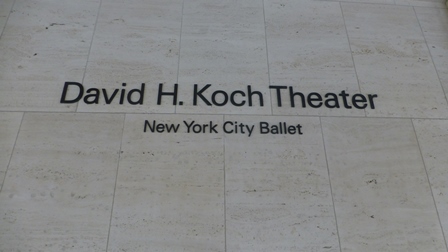 David H. Koch Theater
New York City Ballet